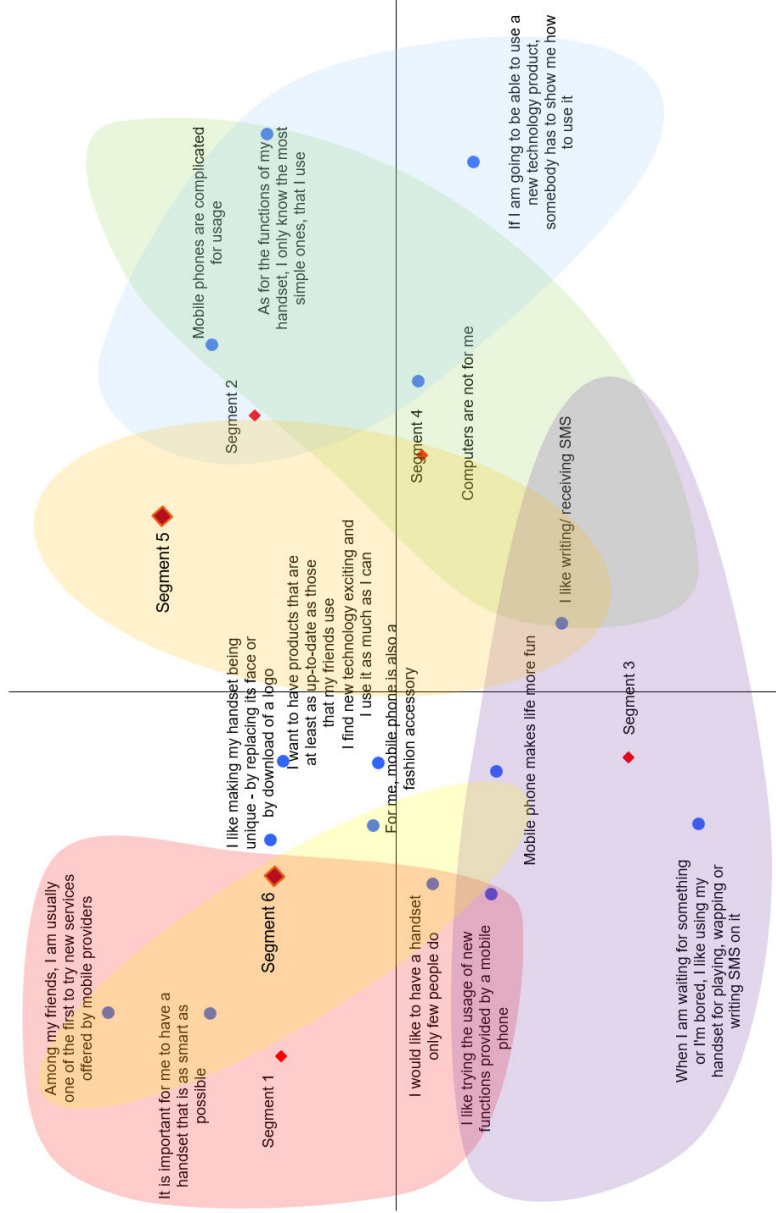 Among my friends, I am usually
one of the first to try new services
offered by mobile providers
It is important for me to have a
handset that is as smart as
possible
Segment 1
I would like to have a handset
only few people do
I like trying the usage of new
functions provided by a mobile
phone
When I am waiting for something
or I'm bored, I like using my
handset for playing, wapping or
writing SMS on it
Segment 6
I like making my handset being
unique - by replacing its face or
by download of a logo
I want to have products that are
at least as up-to-date as those
that my friends use
I find new technology exciting and
I use it as much as I can
For me, mobile phone is also a
fashion accessory
Mobile phone makes life more fun
Segment 3
Segment 5
I like writing/ receiving SMS
Segment 2
Segment 4
Computers are not for me
Mobile phones are complicated
for usage
As for the functions of my
handset, I only know the most
simple ones, that I use
If I am going to be able to use a
new technology product,
somebody has to show me how
to use it